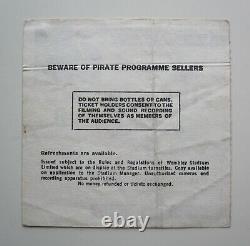 BEWARE OF PIRATE PROGRAMME SELLERS
DO NOT BRING BOTTLES OR CANS.
TICKET HOLDERS CONSENT TO THE
FILMING AND SOUND RECORDING
OF THEMSELVES AS MEMBERS OF
THE AUDIENCE.
Refreshments are available.
Issued subject to the Rules and Regulations of Wembley Stadium
Limited which are on display at the Stadium turnstiles. Copy available
on application to the Stadium Manager. Unauthorised cameras and
recording apparatus prohibited.
No money refunded or tickets exchanged.